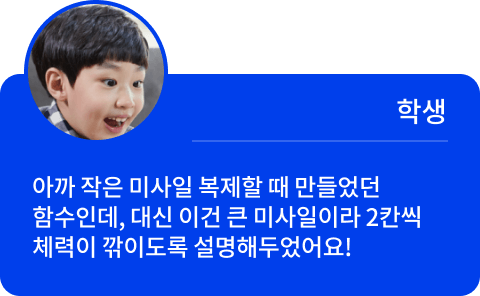 학생
아까 작은 미사일 복제할 때 만들었던
함수인데, 대신 이건 큰 미사일이라 2칸씩
체력이 깎이도록 설명해두었어요!